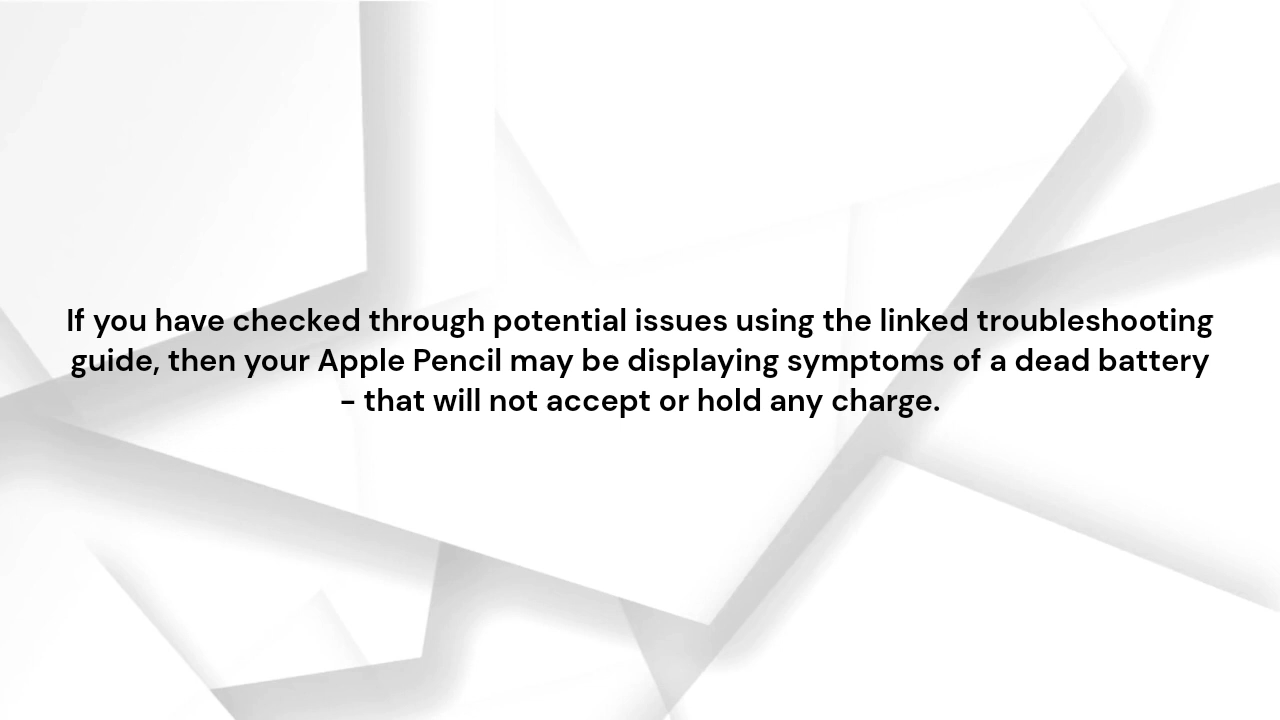 If you have checked through potential issues using the linked troubleshooting
guide, then your Apple Pencil may be displaying symptoms of a dead battery
– that will not accept or hold any charge.